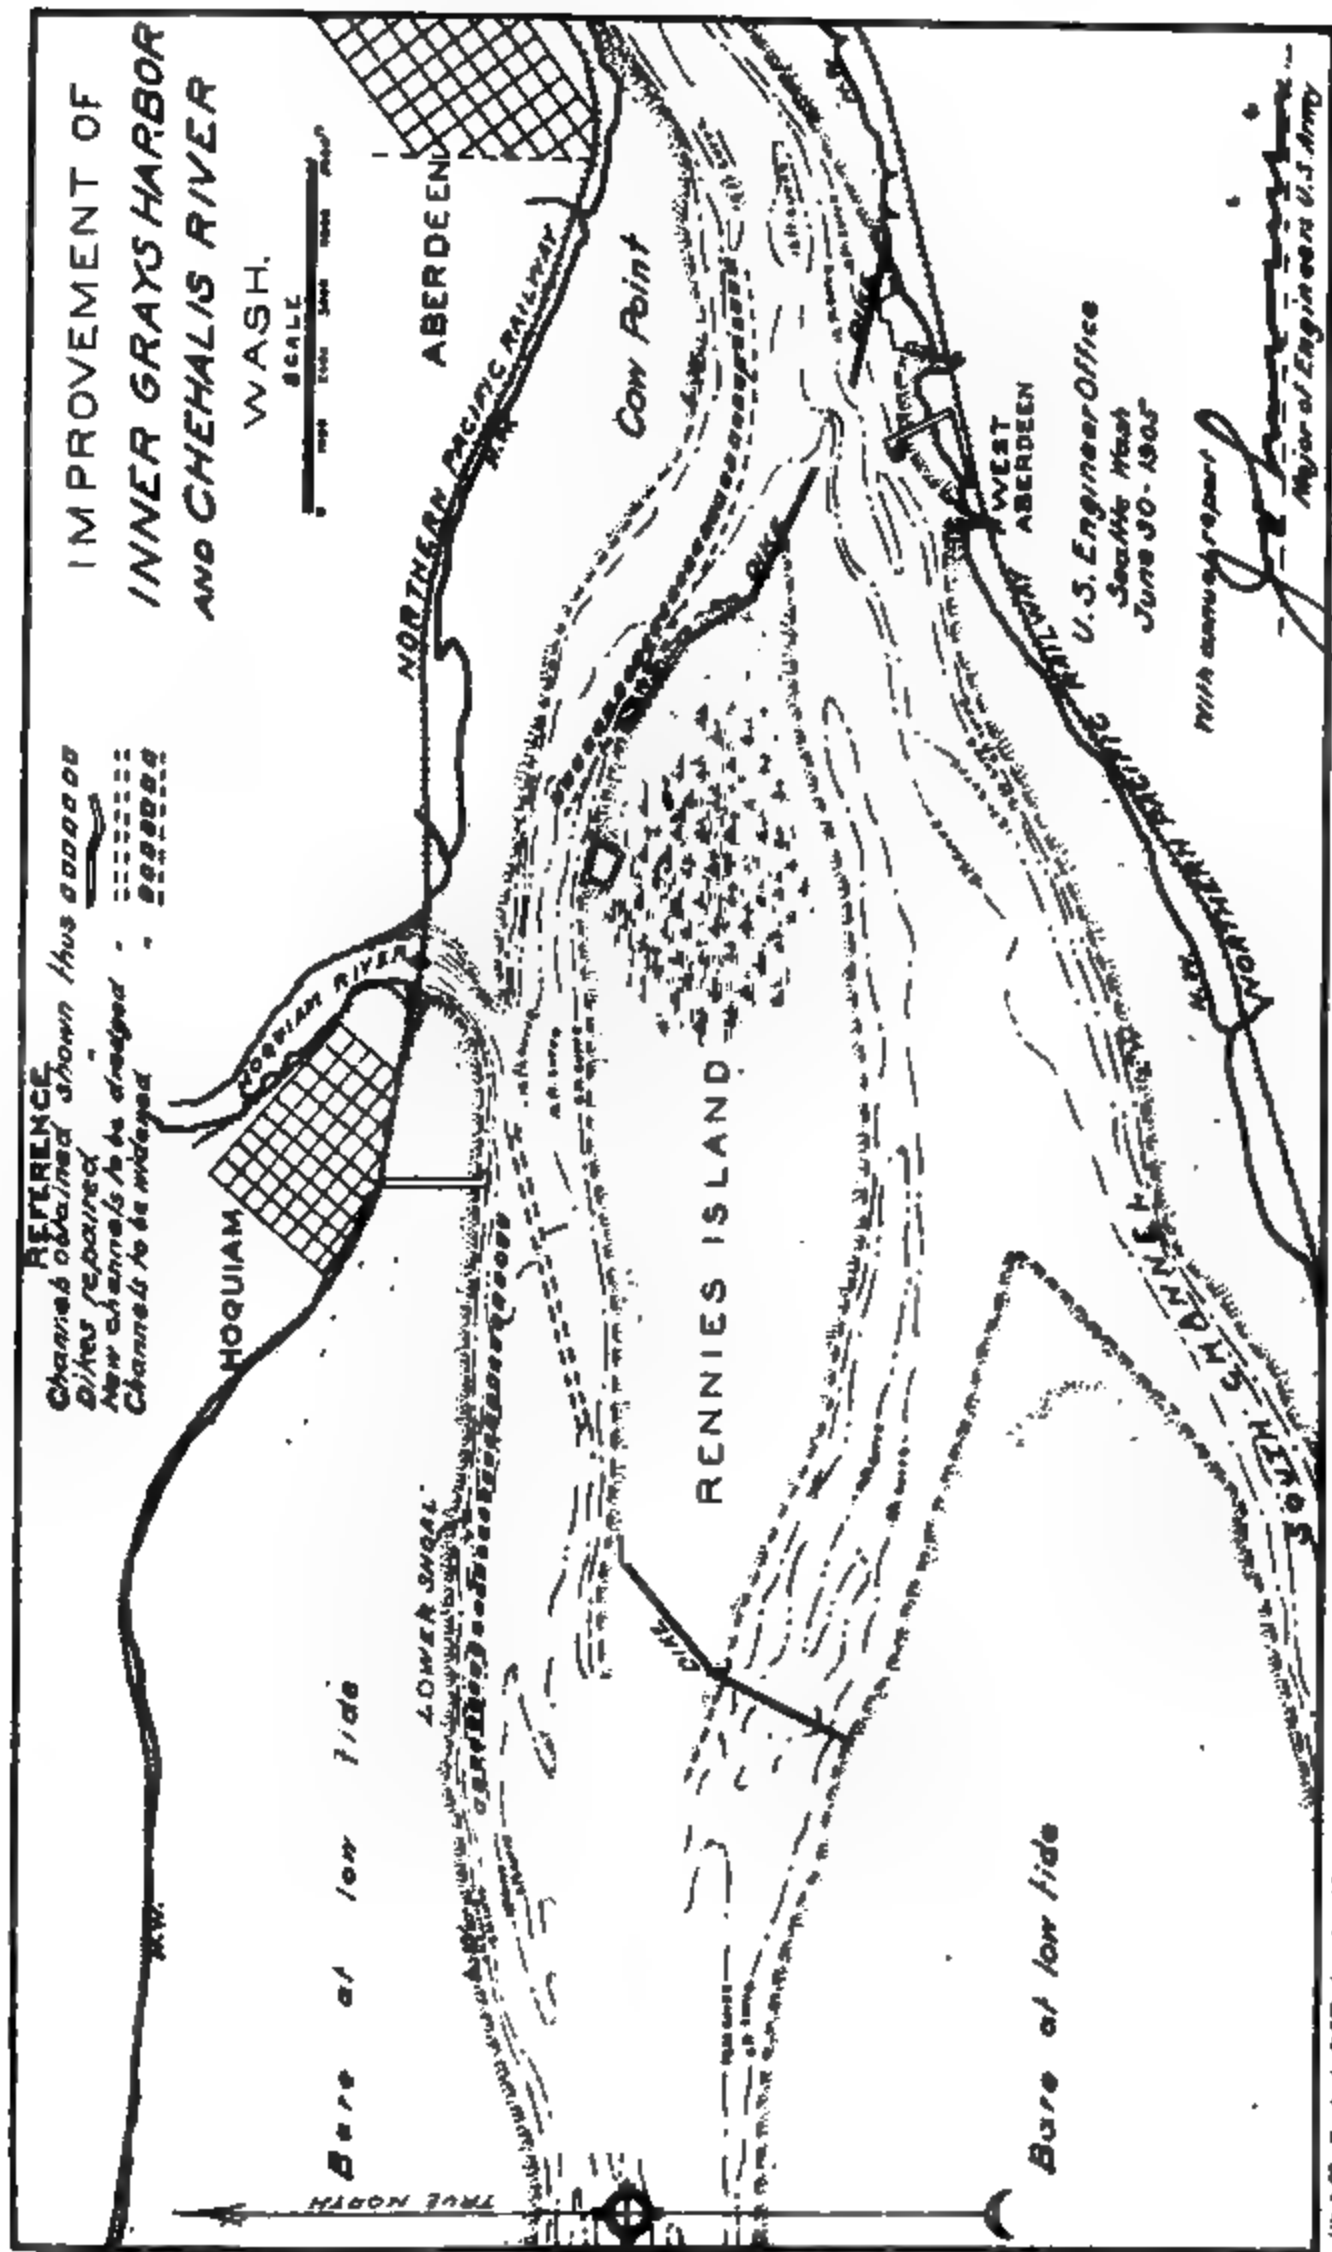 IMPROVEMENT OF
INNER GRAYS HARBOR
AND CHEHALIS RIVER
WASH.
SCALE
REFERENCE
Channels obtained shown thus
Dikes repaired "
New channels to be dredged "
Channels to be widened "
HOQUIAM
HOQUIAM RIVER
NORTHERN PACIFIC RAILWAY
H.W.
ABERDEEN
Cow Point
H.W.
Bare at low tide
LOWER SHOAL
TRUE NORTH
RENNIES ISLAND
DIKE
DIKE
DIKE
WEST
ABERDEEN
NORTHERN PACIFIC RAILWAY
H.W.
SOUTH CHANNEL
Bare at low tide
U.S. Engineer Office
Seattle Wash
June 30-1905
With annual report
Major of Engineers U.S. Army